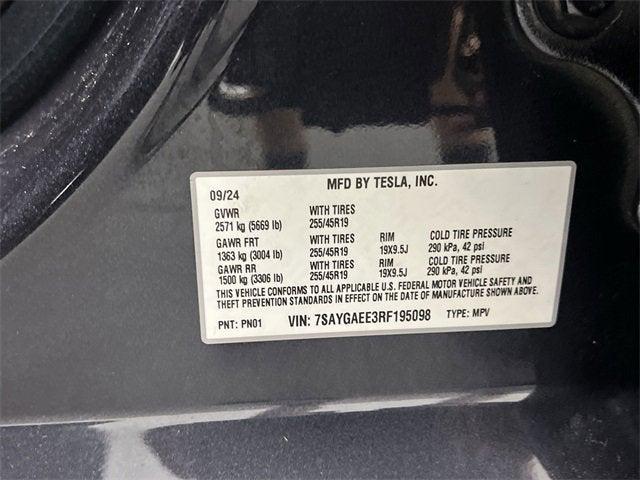 MFD BY TESLA, INC.
09/24
GVWR WITH TIRES
2571 kg (5669 lb) 255/45R19
GAWR FRT WITH TIRES RIM COLD TIRE PRESSURE
1363 kg (3004 lb) 255/45R19 19X9.5J 290 kPa, 42 psi
GAWR RR WITH TIRES RIM COLD TIRE PRESSURE
1500 kg (3306 lb) 255/45R19 19X9.5J 290 kPa, 42 psi
THIS VEHICLE CONFORMS TO ALL APPLICABLE U.S. FEDERAL MOTOR VEHICLE SAFETY AND
THEFT PREVENTION STANDARDS IN EFFECT ON THE DATE OF MANUFACTURE SHOWN ABOVE.
PNT: PN01 VIN: 7SAYGAEE3RF195098 TYPE: MPV